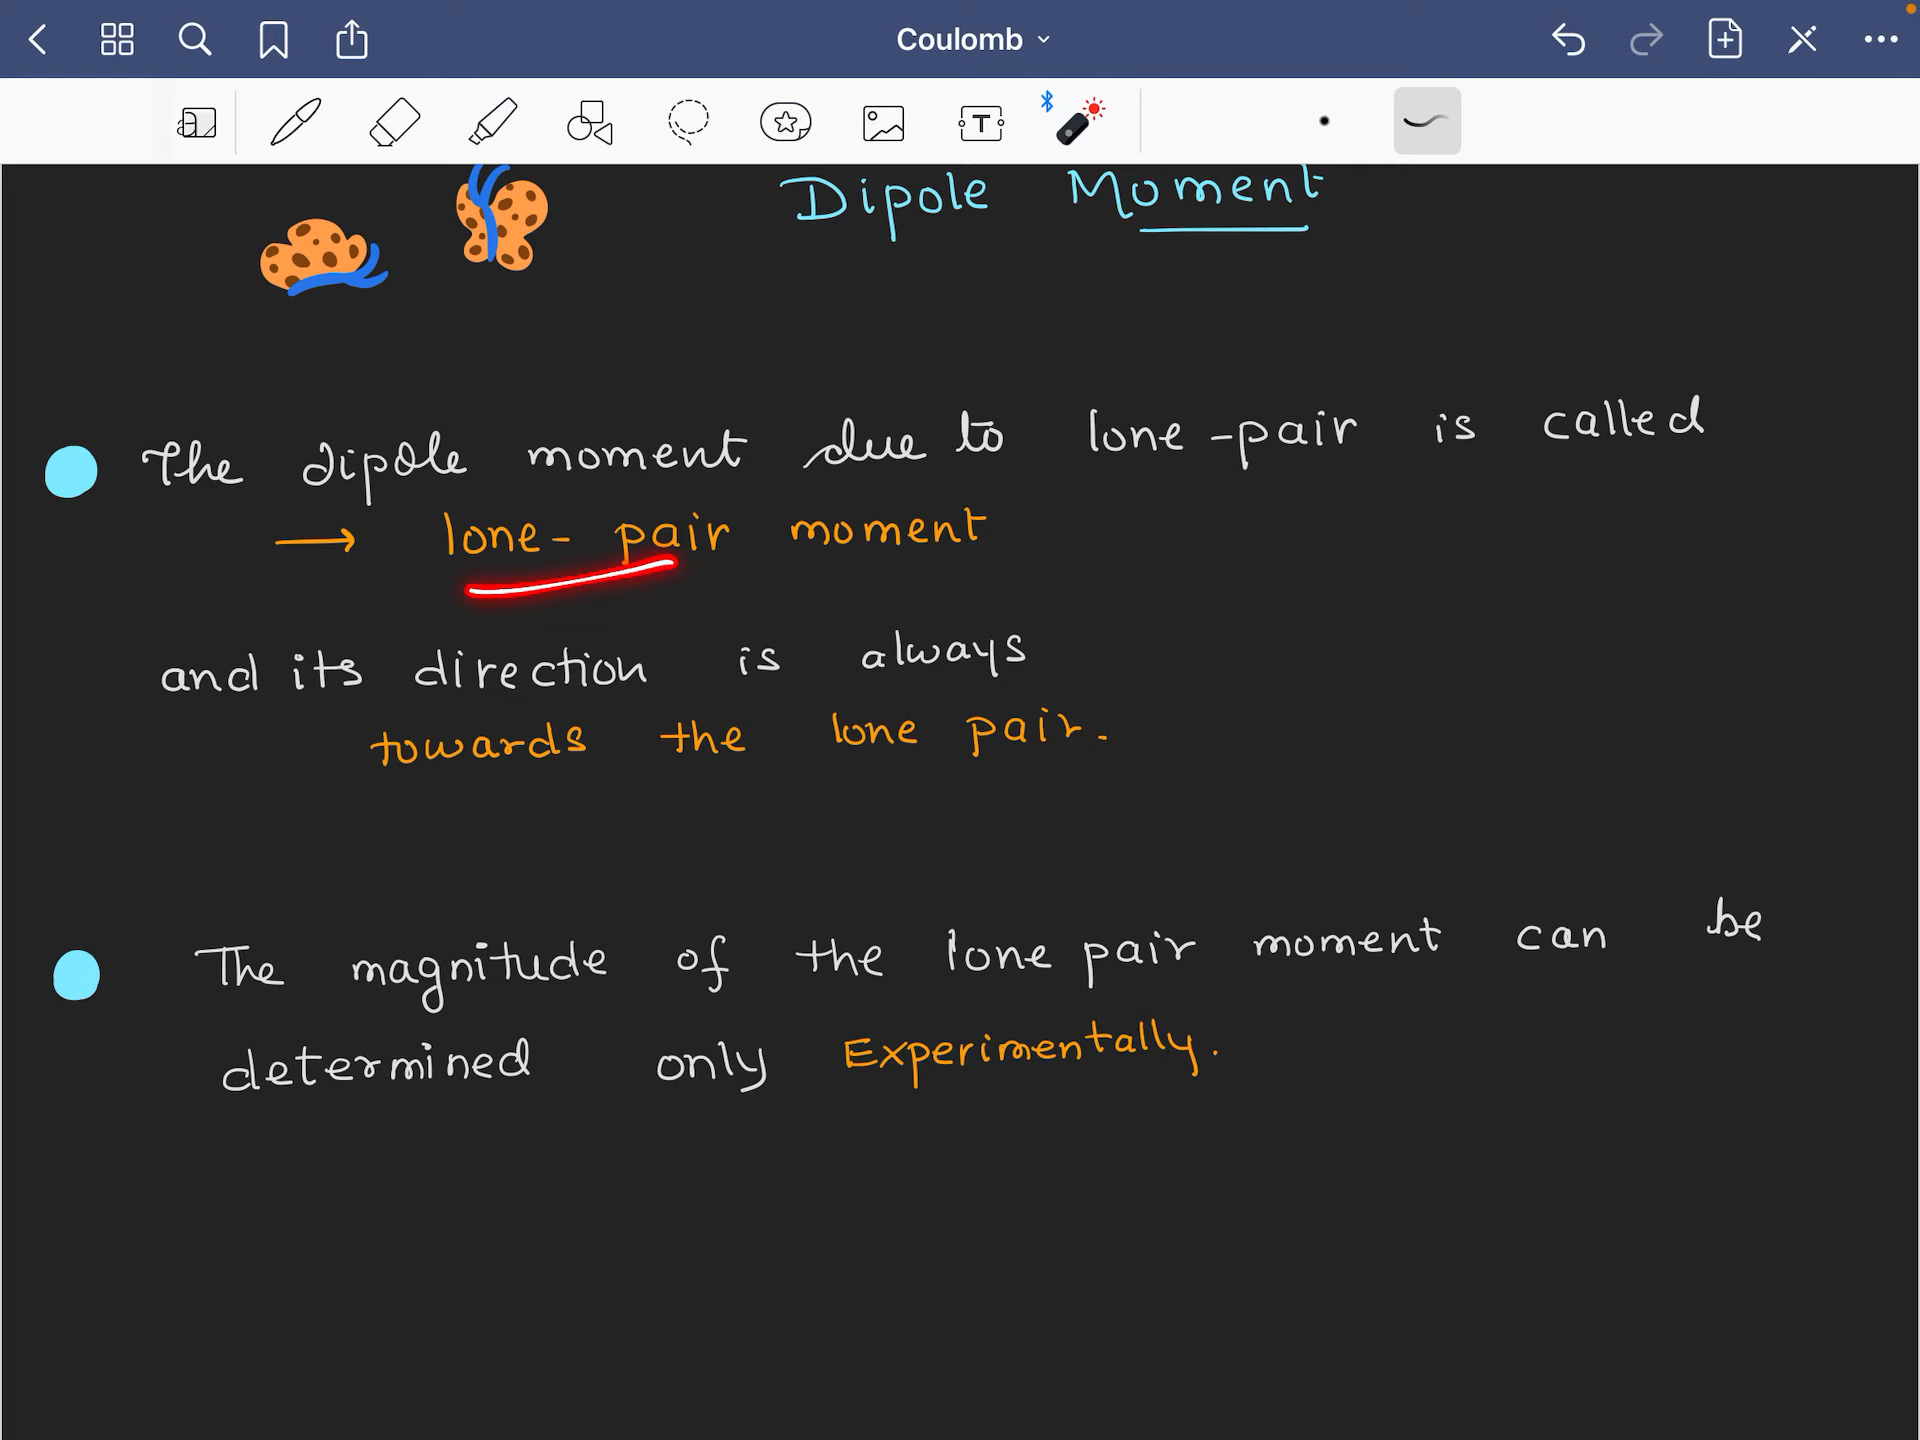 Coulomb
Dipole Moment
The dipole moment due to lone-pair is called
→ lone-pair moment
and its direction is always
towards the lone pair.
The magnitude of the lone pair moment can be
determined only Experimentally.